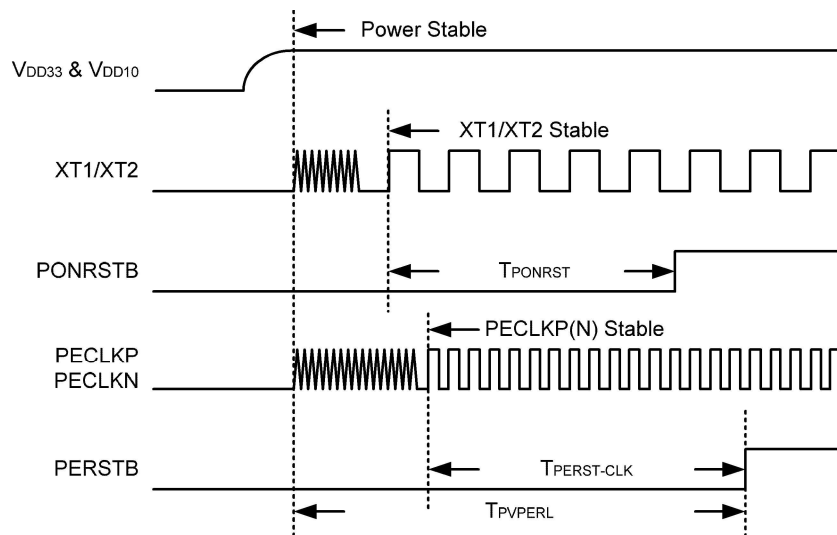 Power Stable
VDD33 & VDD10
XT1/XT2 Stable
XT1/XT2
PONRSTB
TPONRST
PECLKP(N) Stable
PECLKP
PECLKN
PERSTB
TPERST-CLK
TPVPERL